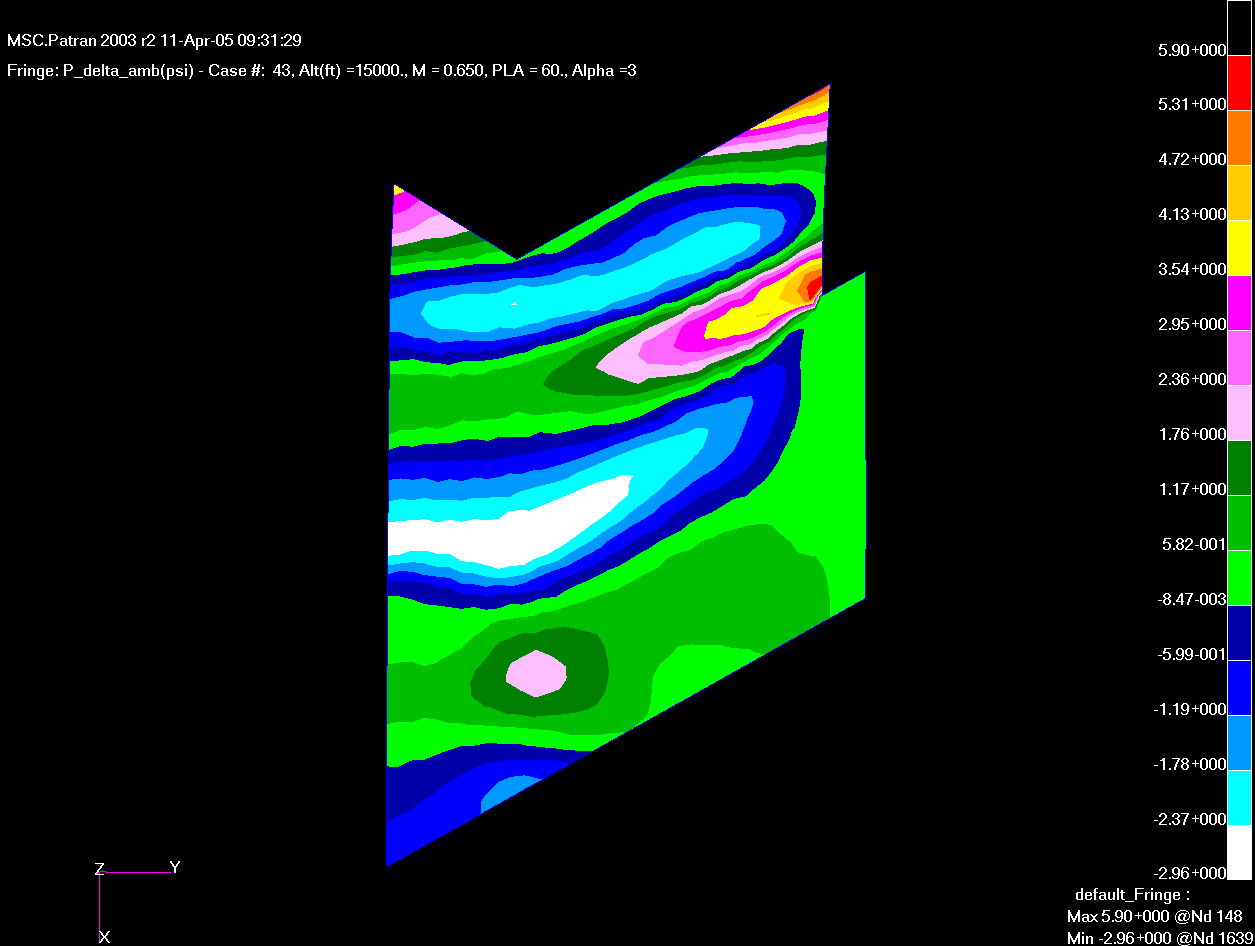 MSC.Patran 2003 r2 11-Apr-05 09:31:29
Fringe: P_delta_amb(psi) - Case #: 43, Alt(ft) =15000., M = 0.650, PLA = 60., Alpha =3
5.90+000
5.31+000
4.72+000
4.13+000
3.54+000
2.95+000
2.36+000
1.76+000
1.17+000
5.82-001
-8.47-003
-5.99-001
-1.19+000
-1.78+000
-2.37+000
-2.96+000
default_Fringe :
Max 5.90+000 @Nd 148
Min -2.96+000 @Nd 1639
Z Y
X